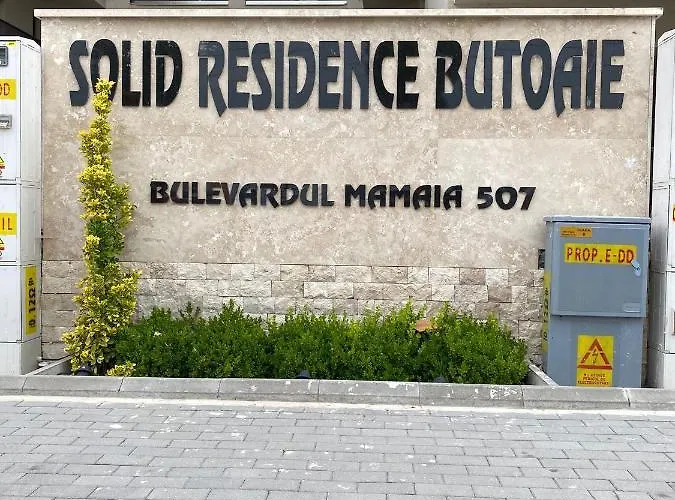 SOLID RESIDENCE BUTOAIE
BULEVARDUL MAMAIA 507
PROP.E-DD